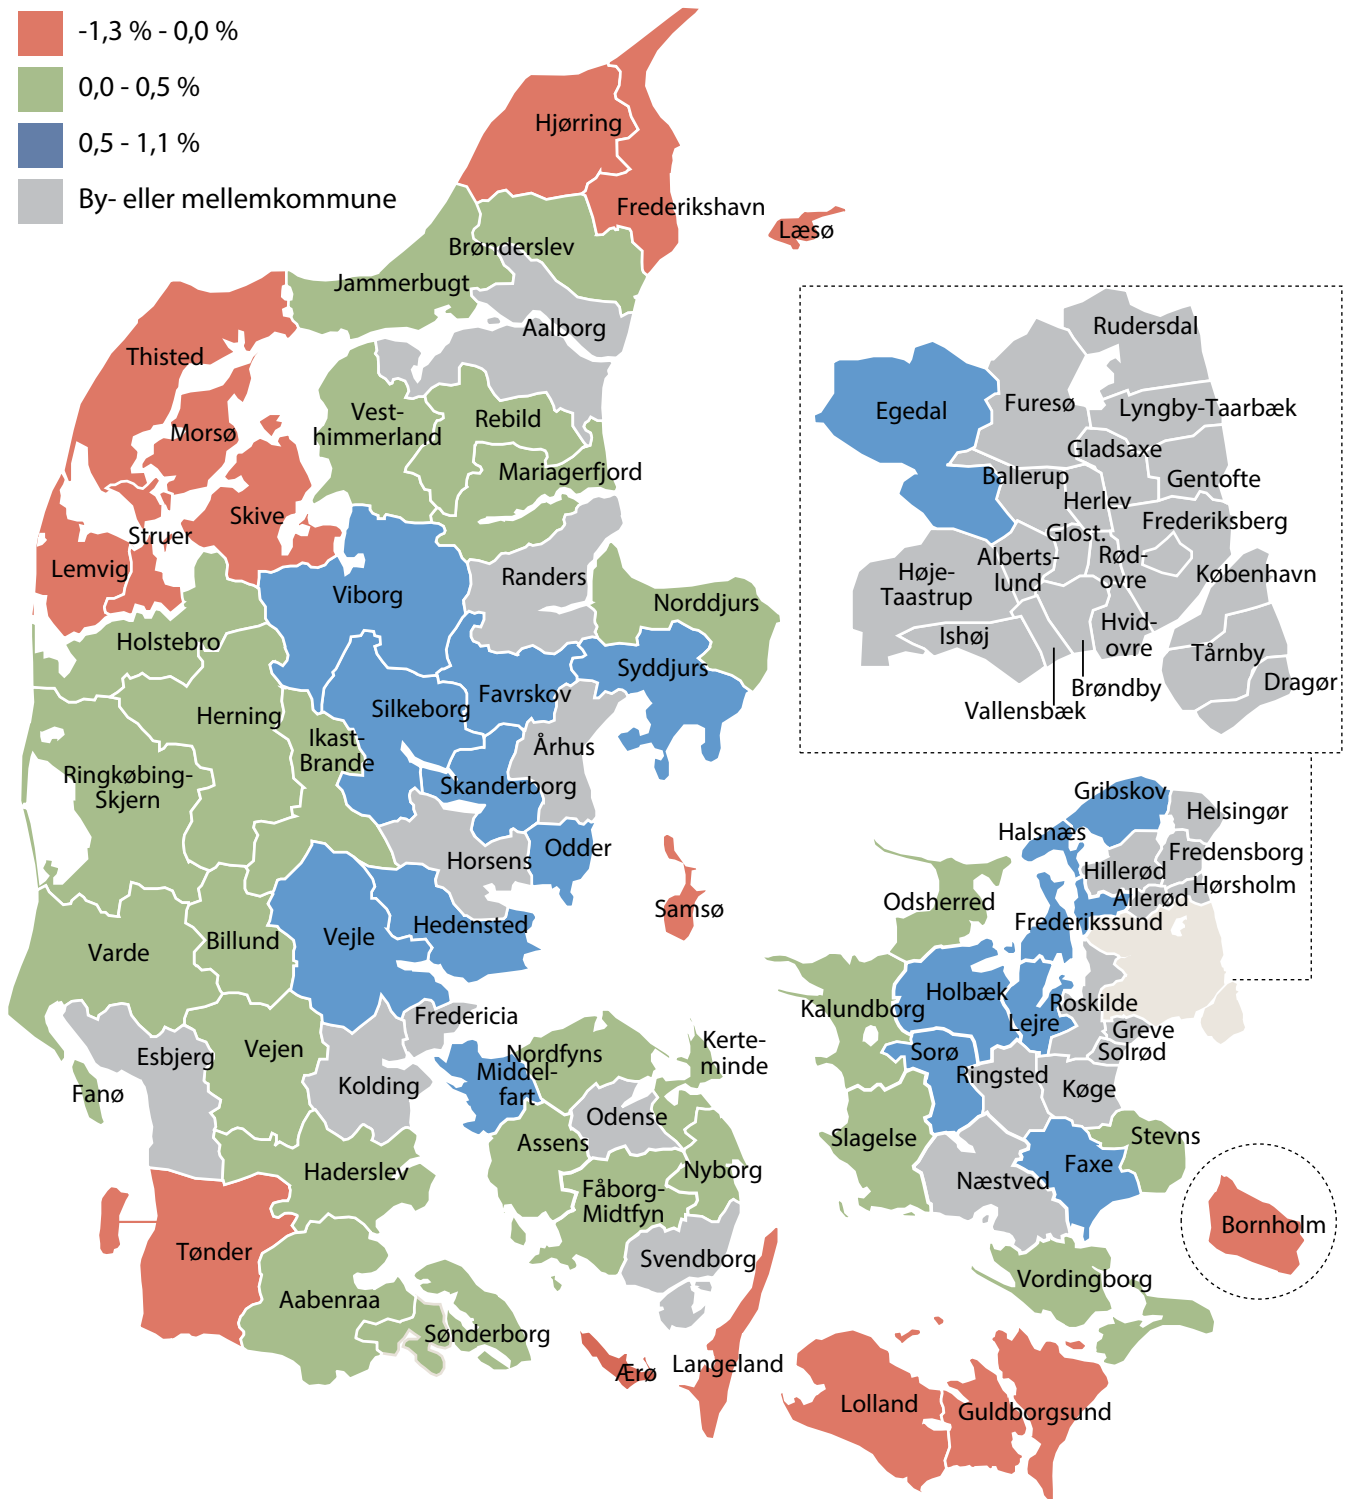 -1,3 % - 0,0 %
0,0 - 0,5 %
0,5 - 1,1 %
By- eller mellemkommune
Hjørring
Frederikshavn
Læsø
Brønderslev
Jammerbugt
Aalborg
Thisted
Morsø
Vest-
himmerland
Rebild
Mariagerfjord
Skive
Struer
Lemvig
Viborg
Randers
Norddjurs
Holstebro
Syddjurs
Favrskov
Silkeborg
Herning
Ikast-
Brande
Århus
Ringkøbing-
Skjern
Skanderborg
Odder
Horsens
Samsø
Hedensted
Vejle
Billund
Varde
Fredericia
Esbjerg
Vejen
Kolding
Fanø
Nordfyns
Middel-
fart
Kerte-
minde
Odense
Assens
Nyborg
Fåborg-
Midtfyn
Haderslev
Svendborg
Tønder
Aabenraa
Sønderborg
Ærø
Langeland
Rudersdal
Egedal
Furesø
Lyngby-Taarbæk
Gladsaxe
Ballerup
Gentofte
Herlev
Frederiksberg
Glost.
Alberts-
lund
Rød-
ovre
Høje-
Taastrup
København
Ishøj
Hvid-
ovre
Tårnby
Dragør
Brøndby
Vallensbæk
Gribskov
Helsingør
Halsnæs
Fredensborg
Hillerød
Hørsholm
Allerød
Odsherred
Frederikssund
Holbæk
Kalundborg
Roskilde
Lejre
Greve
Solrød
Sorø
Ringsted
Køge
Slagelse
Stevns
Faxe
Næstved
Bornholm
Vordingborg
Lolland
Guldborgsund